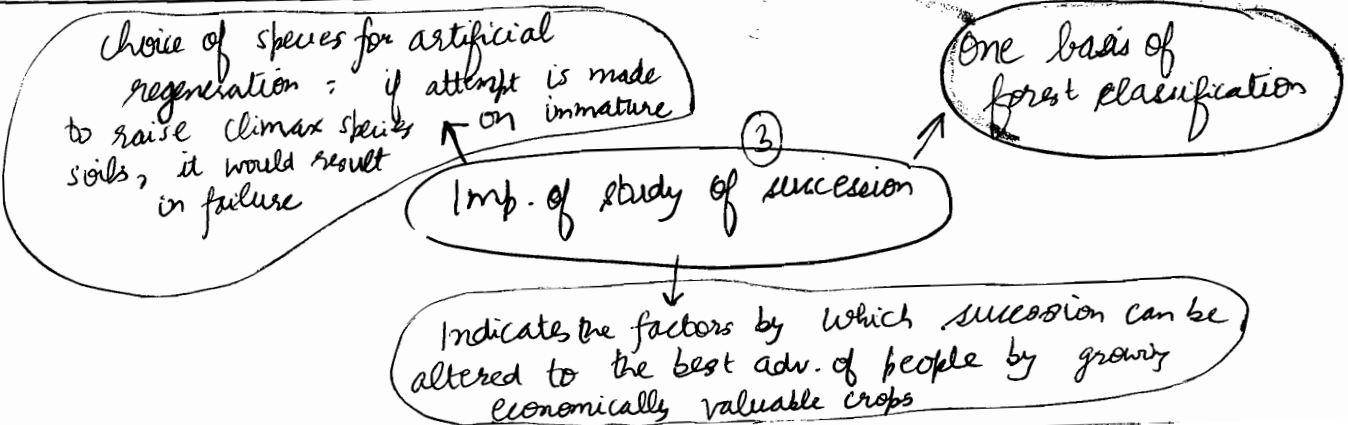 Choice of species for artificial
regeneration : if attempt is made
to raise climax species on immature
soils, it would result
in failure
One basis of
forest classification
3
Imp. of study of succession
Indicates the factors by which succession can be
altered to the best adv. of people by growing
economically valuable crops